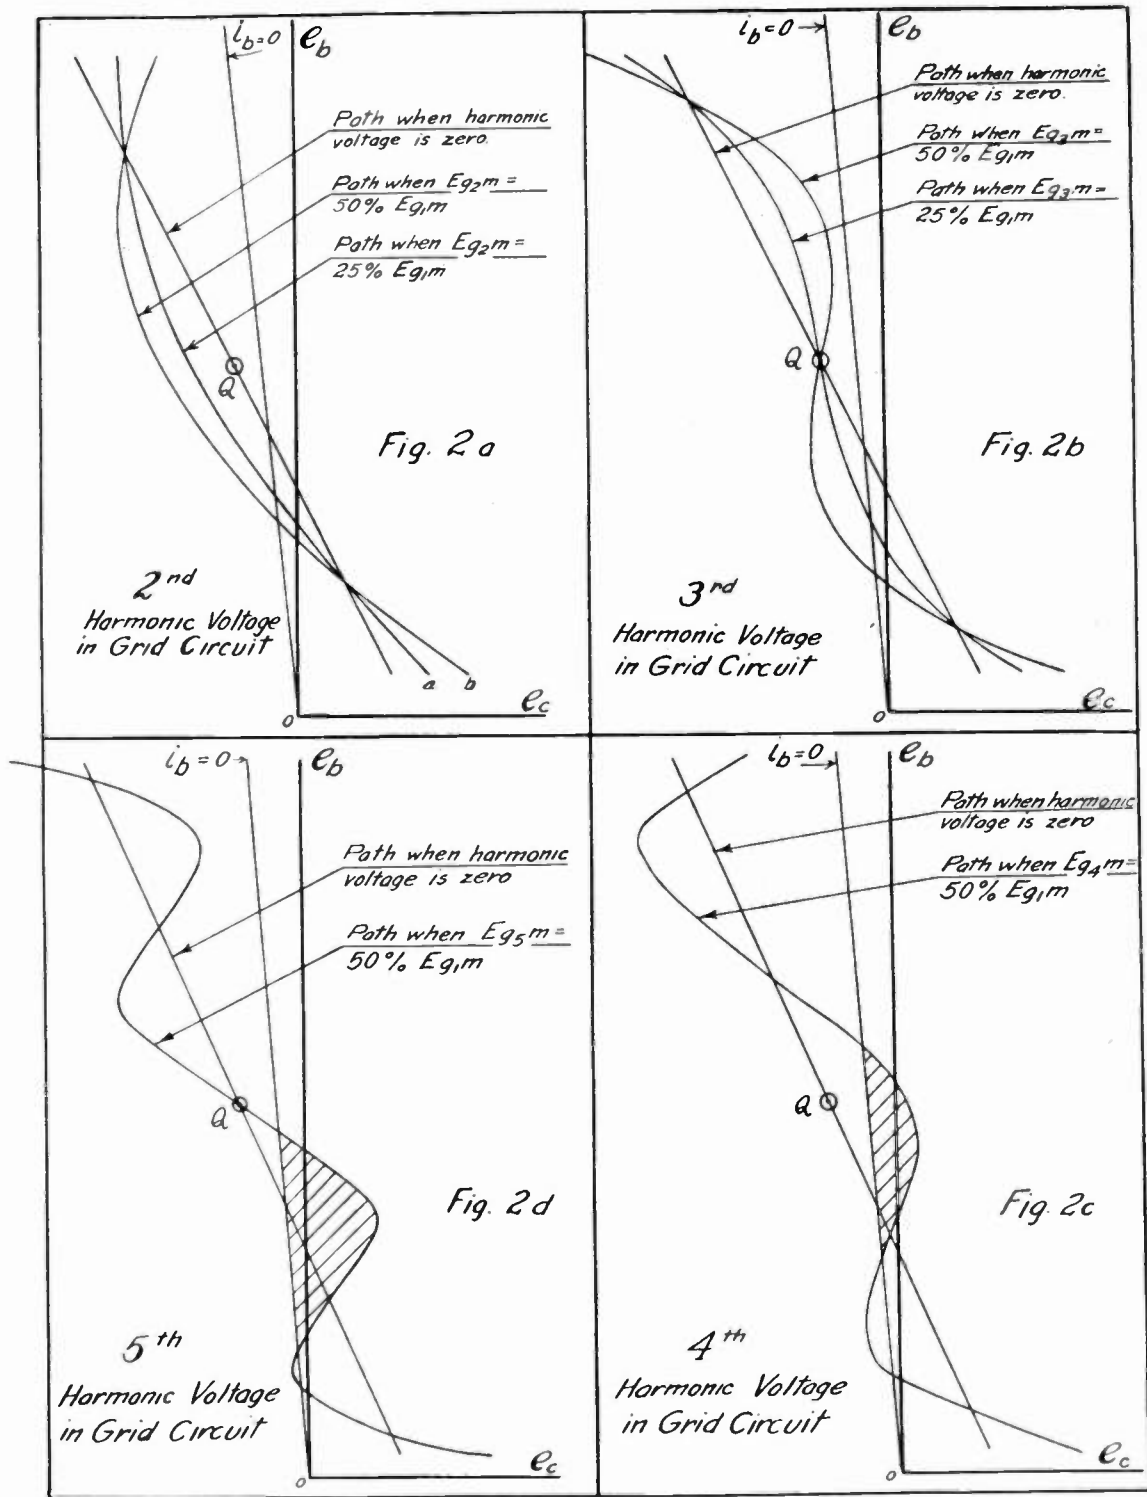 i_b=0
e_b
Path when harmonic
voltage is zero.
Path when Eg₂m =
50% Eg₁m
Path when Eg₂m =
25% Eg₁m
Q
Fig. 2a
2nd
Harmonic Voltage
in Grid Circuit
a
b
e_c
0
i_b=0
e_b
Path when harmonic
voltage is zero.
Path when Eg₃m =
50% Eg₁m
Path when Eg₃m =
25% Eg₁m
Q
Fig. 2b
3rd
Harmonic Voltage
in Grid Circuit
e_c
0
i_b=0
e_b
Path when harmonic
voltage is zero
Path when Eg₅m =
50% Eg₁m
Q
Fig. 2d
5th
Harmonic Voltage
in Grid Circuit
e_c
0
i_b=0
e_b
Path when harmonic
voltage is zero
Path when Eg₄m =
50% Eg₁m
Q
Fig. 2c
4th
Harmonic Voltage
in Grid Circuit
e_c
0